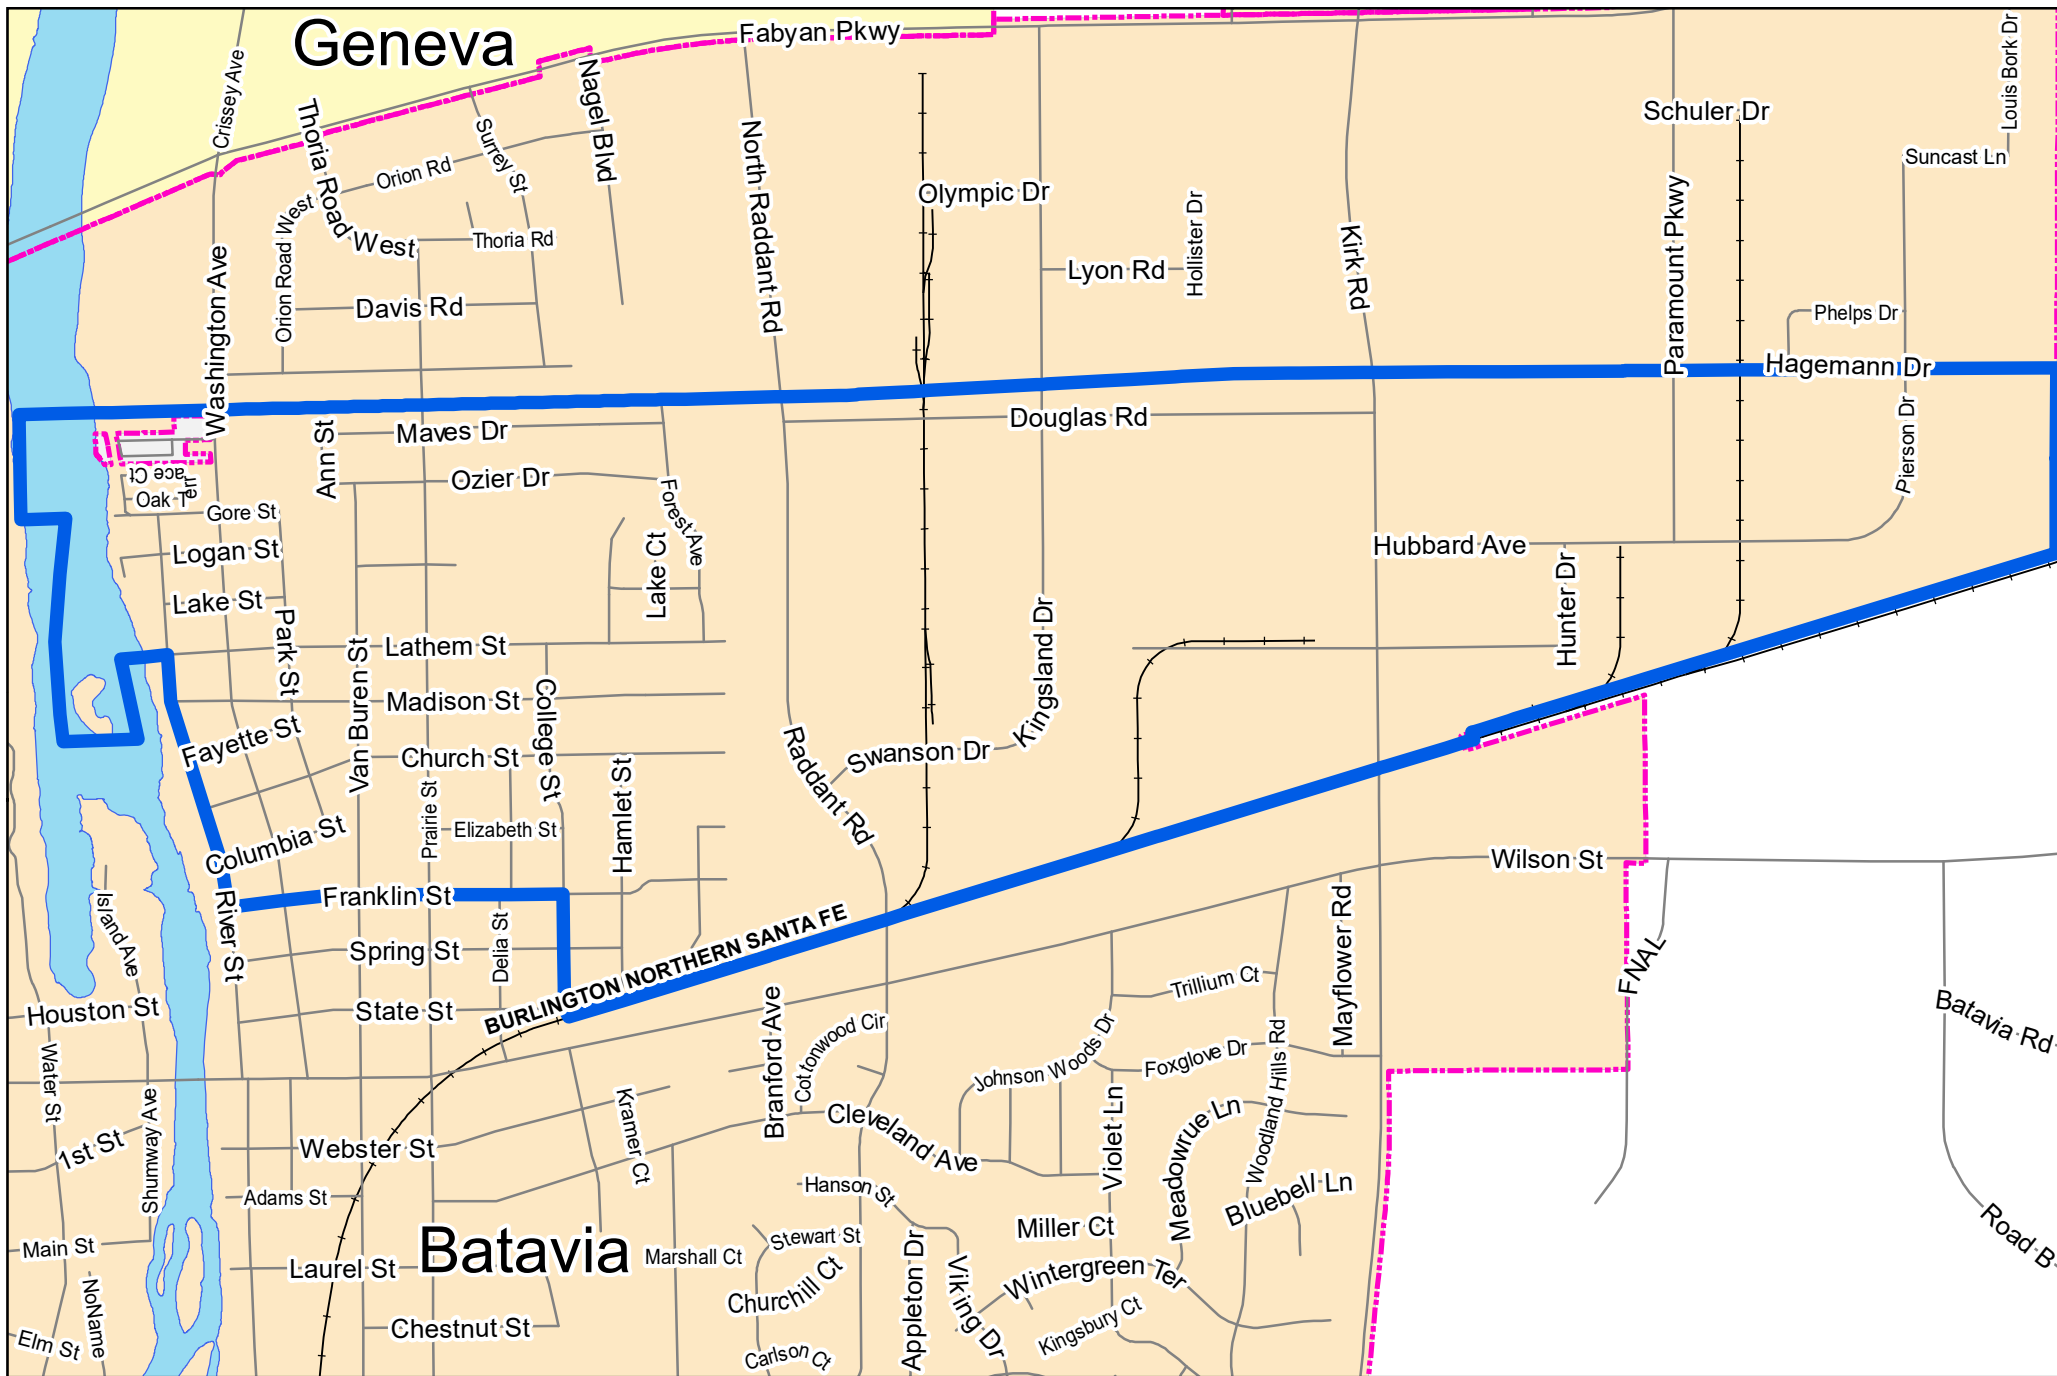 Geneva
Fabyan Pkwy
Crissey Ave
Louis Bork Dr
Nagel Blvd
Thoria Road West
Schuler Dr
Surrey St
North Raddant Rd
Orion Rd
Suncast Ln
Olympic Dr
Orion Road West
Thoria Rd
Hollister Dr
Kirk Rd
Paramount Pkwy
Lyon Rd
Washington Ave
Davis Rd
Phelps Dr
Hagemann Dr
Douglas Rd
Ann St
Maves Dr
Pierson Dr
Oak Terrace Ct
Ozier Dr
Forest Ave
Gore St
Logan St
Lake Ct
Hubbard Ave
Hunter Dr
Lake St
Park St
Lathem St
Kingsland Dr
Van Buren St
Madison St
College St
Fayette St
Church St
Raddant Rd
Swanson Dr
Prairie St
Hamlet St
Columbia St
Elizabeth St
Wilson St
River St
Franklin St
Island Ave
Delia St
Mayflower Rd
BURLINGTON NORTHERN SANTA FE
Spring St
FNAL
Trillium Ct
Houston St
State St
Batavia Rd
Branford Ave
Cottonwood Cir
Johnson Woods Dr
Foxglove Dr
Woodland Hills Rd
Water St
Shumway Ave
Kramer Ct
Cleveland Ave
Violet Ln
Meadowrue Ln
1st St
Webster St
Adams St
Hanson St
Bluebell Ln
Main St
Batavia
Marshall Ct
Stewart St
Miller Ct
Road B
Laurel St
Churchill Ct
Appleton Dr
Viking Dr
Wintergreen Ter
NoName
Elm St
Chestnut St
Carlson Ct
Kingsbury Ct